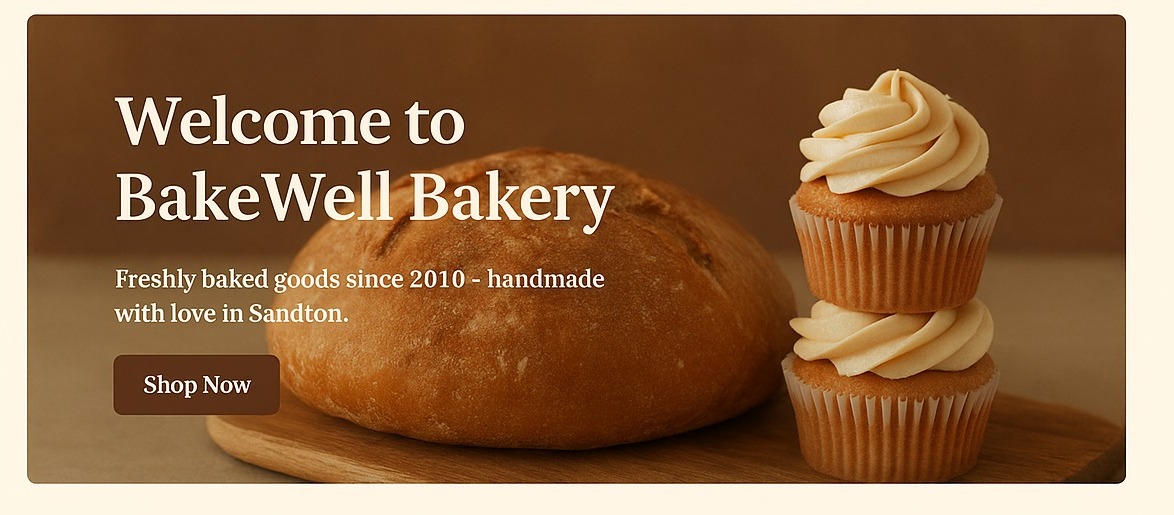 Welcome to
BakeWell Bakery
Freshly baked goods since 2010 - handmade
with love in Sandton.
Shop Now